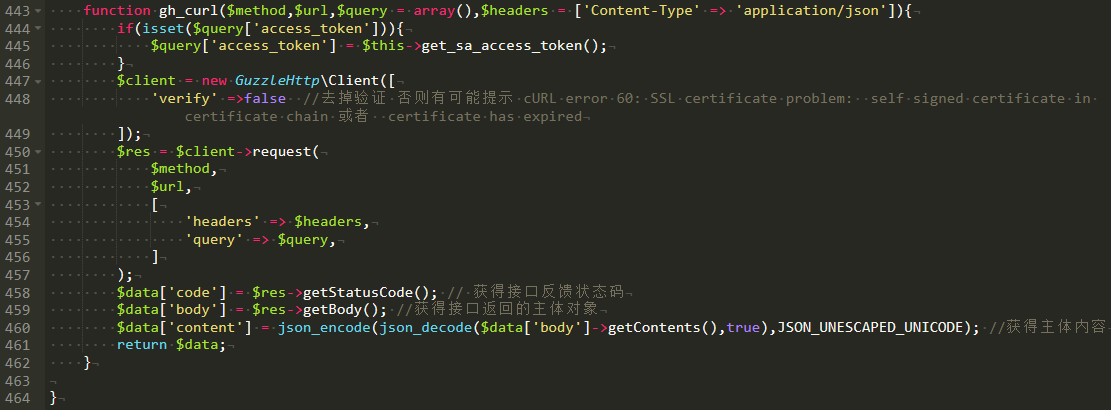 443 function gh_curl($method,$url,$query = array(),$headers = ['Content-Type' => 'application/json']){
444 if(isset($query['access_token'])){
445 $query['access_token'] = $this->get_sa_access_token();
446 }
447 $client = new GuzzleHttp\Client([
448 'verify' =>false //去掉验证 否则有可能提示 cURL error 60: SSL certificate problem: self signed certificate in
certificate chain 或者 certificate has expired
449 ]);
450 $res = $client->request(
451 $method,
452 $url,
453 [
454 'headers' => $headers,
455 'query' => $query,
456 ]
457 );
458 $data['code'] = $res->getStatusCode(); // 获得接口反馈状态码
459 $data['body'] = $res->getBody(); //获得接口返回的主体对象
460 $data['content'] = json_encode(json_decode($data['body']->getContents(),true),JSON_UNESCAPED_UNICODE); //获得主体内容
461 return $data;
462 }
463
464 }